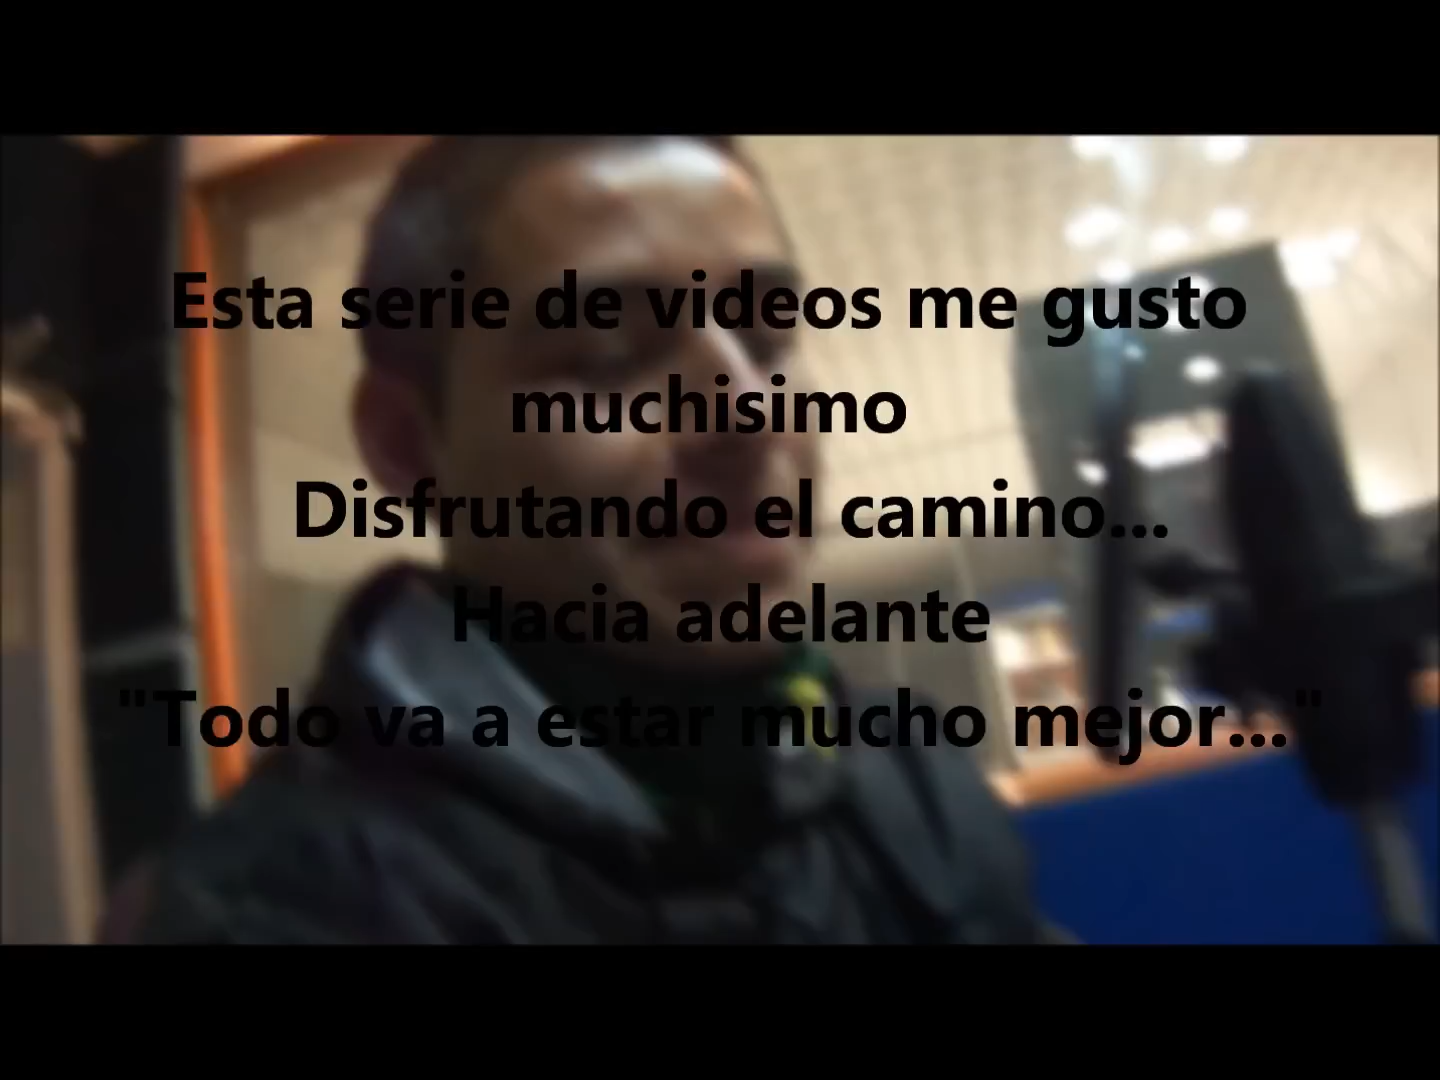 Esta serie de videos me gusto
muchisimo
Disfrutando el camino...
Hacia adelante
"Todo va a estar mucho mejor..."